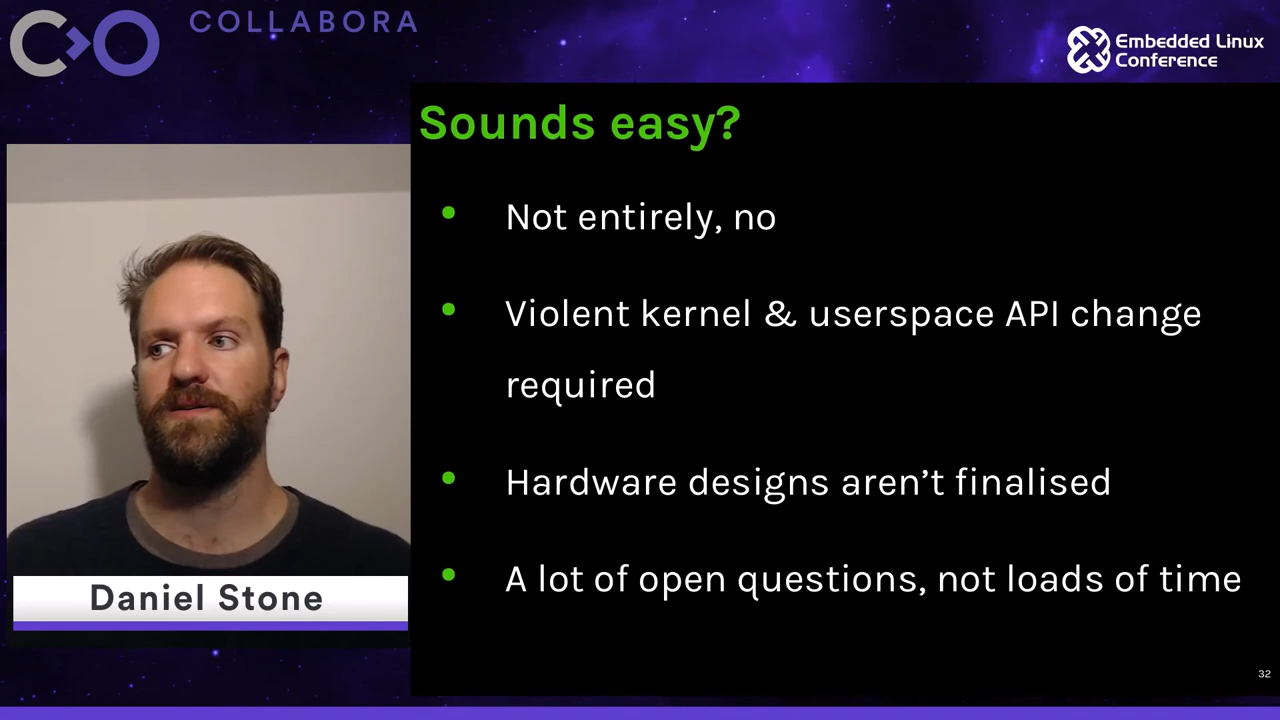 COLLABORA
Embedded Linux
Conference
Sounds easy?
• Not entirely, no
• Violent kernel & userspace API change
required
• Hardware designs aren’t finalised
• A lot of open questions, not loads of time
Daniel Stone
32